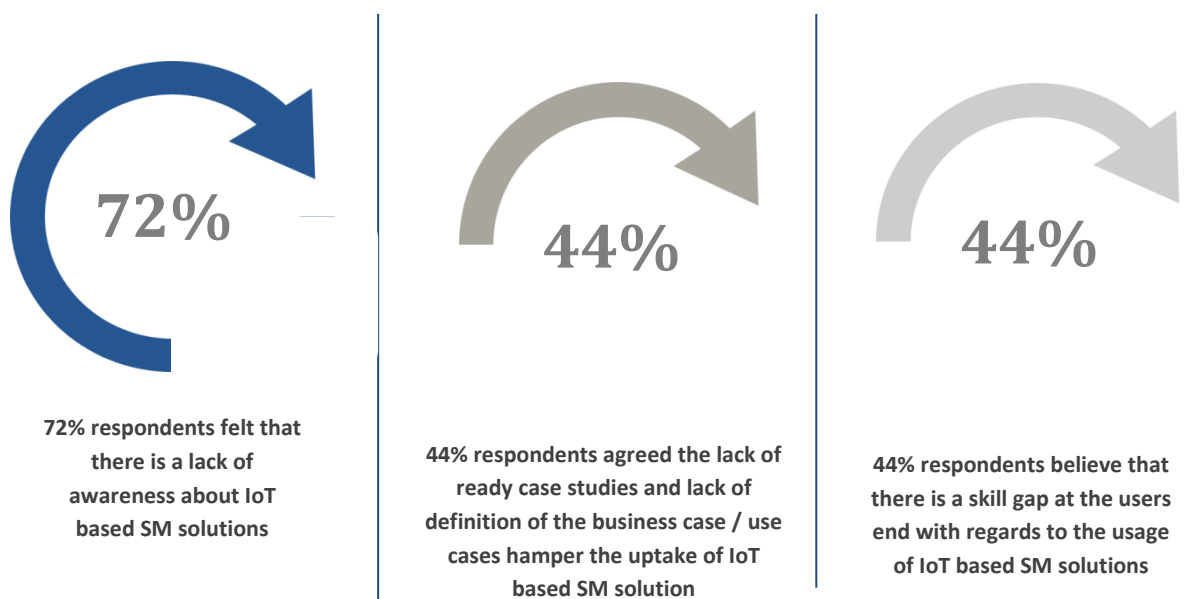 72%
72% respondents felt that
there is a lack of
awareness about IoT
based SM solutions
44%
44% respondents agreed the lack of
ready case studies and lack of
definition of the business case / use
cases hamper the uptake of IoT
based SM solution
44%
44% respondents believe that
there is a skill gap at the users
end with regards to the usage
of IoT based SM solutions